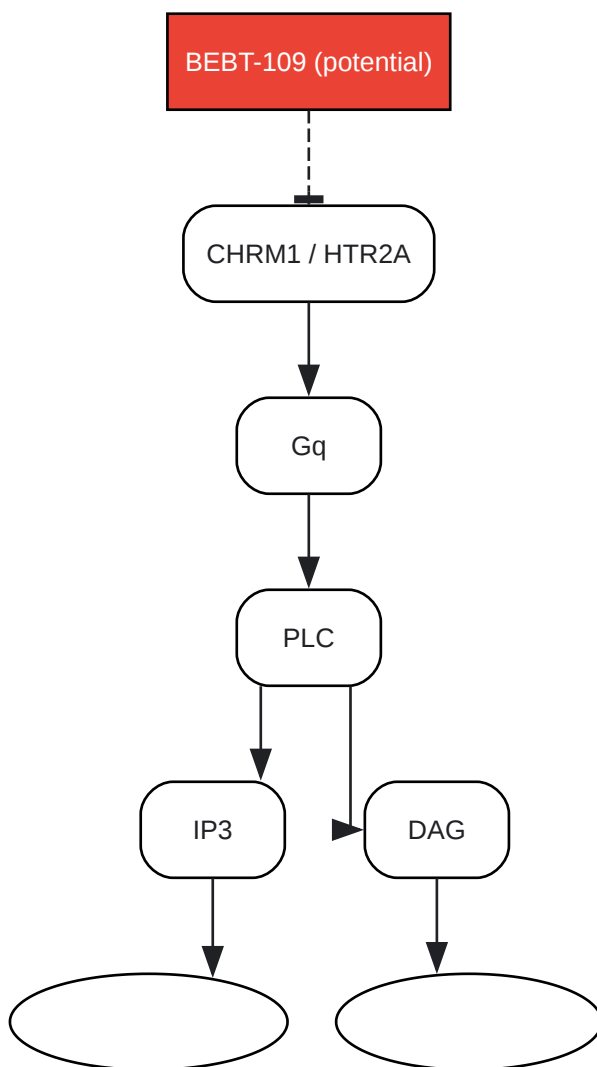 BEBT-109 (potential)
CHRM1 / HTR2A
Gq
PLC
IP3
DAG